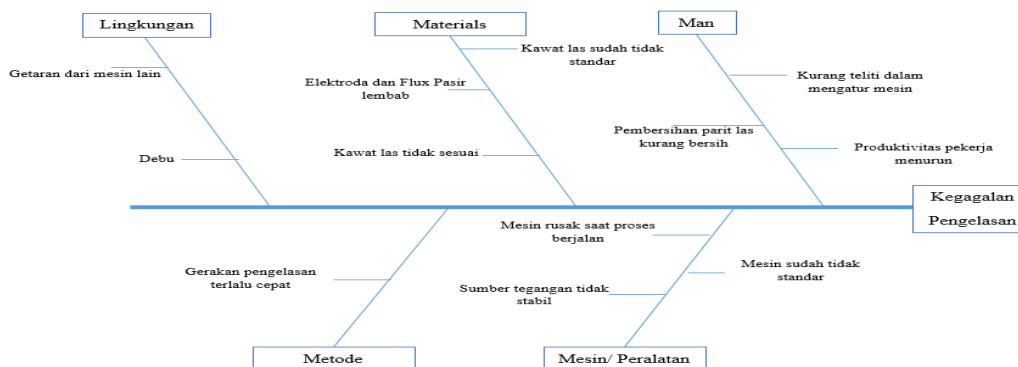 Lingkungan
Materials
Man
Kawat las sudah tidak
standar
Getaran dari mesin lain
Elektroda dan Flux Pasir
lembab
Kurang teliti dalam
mengatur mesin
Pembersihan parit las
kurang bersih
Debu
Kawat las tidak sesuai
Produktivitas pekerja
menurun
Kegagalan
Pengelasan
Mesin rusak saat proses
berjalan
Gerakan pengelasan
terlalu cepat
Mesin sudah tidak
standar
Sumber tegangan tidak
stabil
Metode
Mesin/ Peralatan